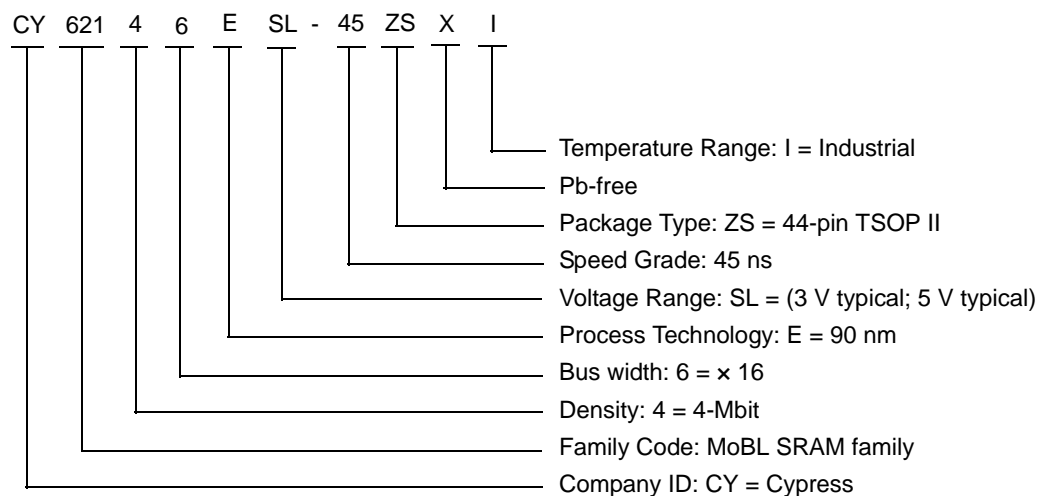 CY 621 4 6 E SL - 45 ZS X I
Temperature Range: I = Industrial
Pb-free
Package Type: ZS = 44-pin TSOP II
Speed Grade: 45 ns
Voltage Range: SL = (3 V typical; 5 V typical)
Process Technology: E = 90 nm
Bus width: 6 = × 16
Density: 4 = 4-Mbit
Family Code: MoBL SRAM family
Company ID: CY = Cypress